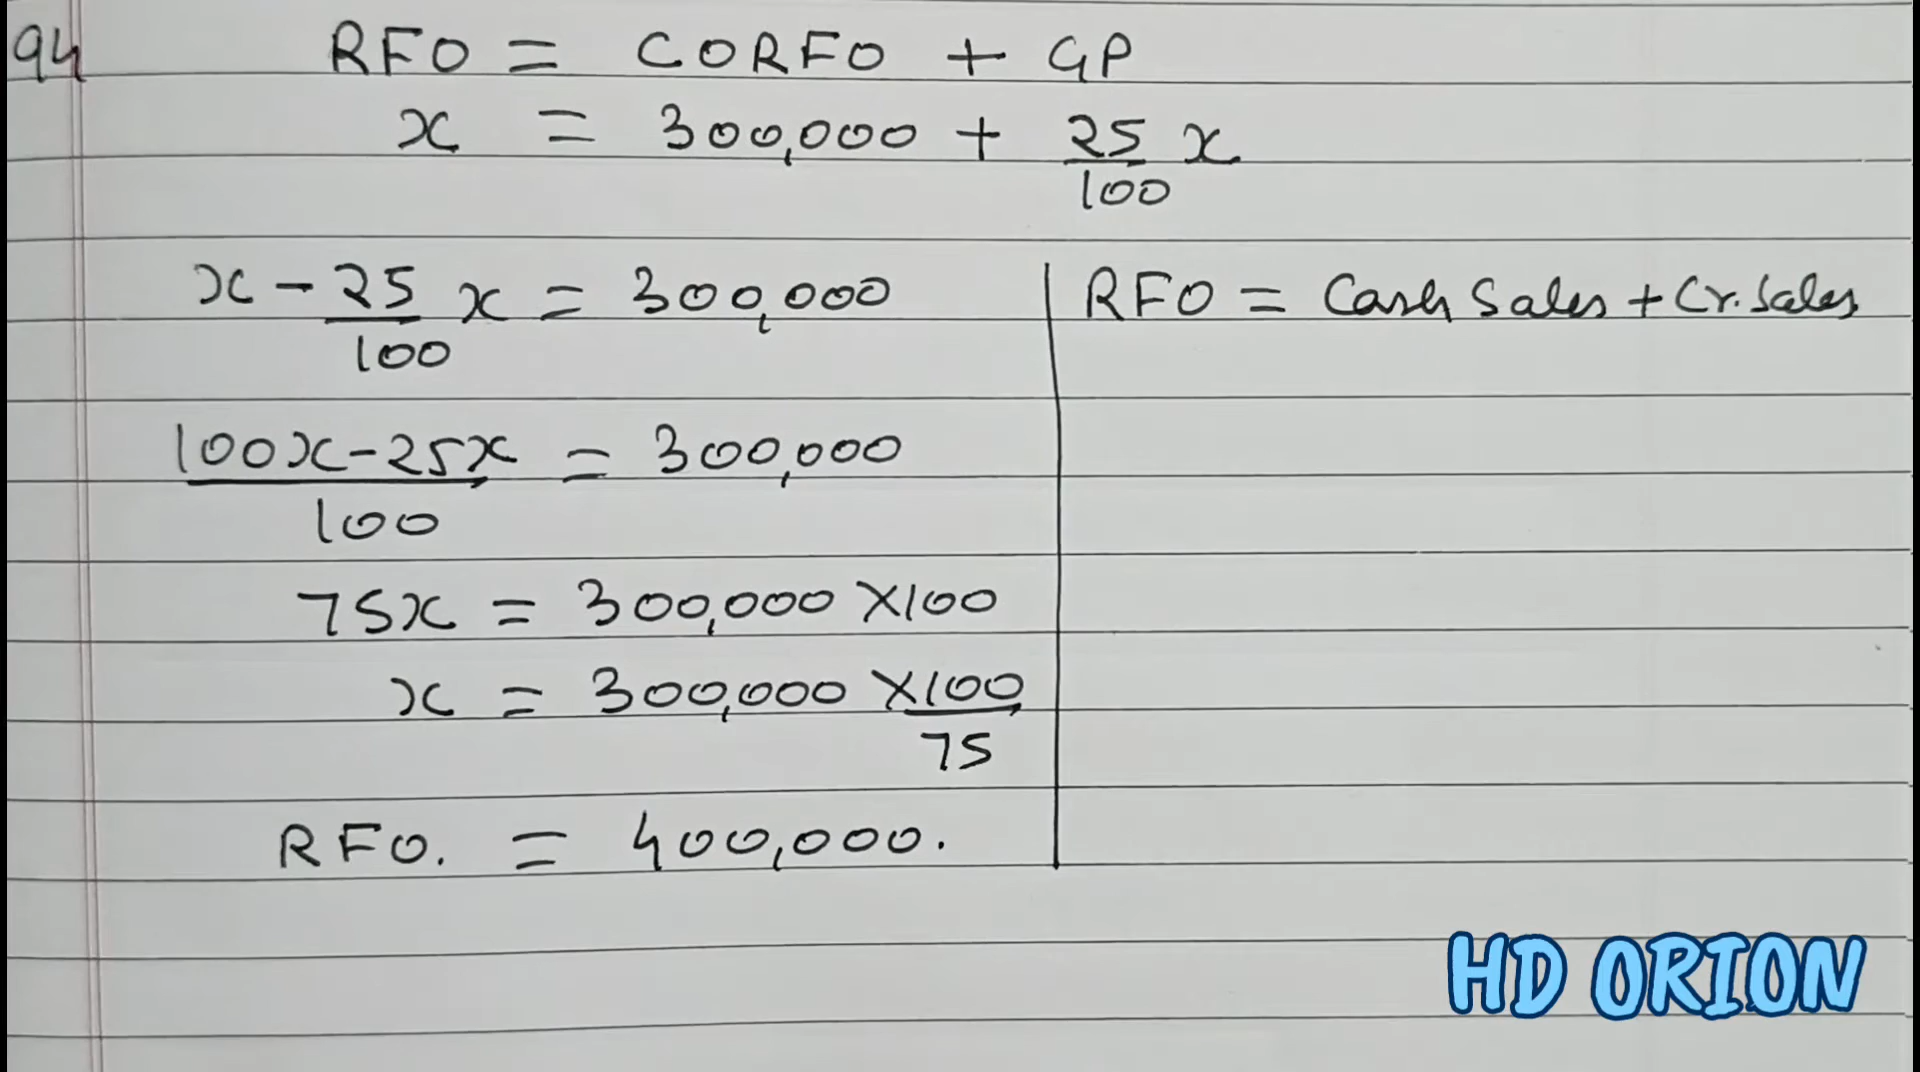 94 RFO = CORFO + GP
x = 300,000 + 25/100 x
x - 25/100 x = 300,000
100x-25x/100 = 300,000
75x = 300,000 X100
x = 300,000 X100/75
RFO. = 400,000.
RFO = Cash Sales + Cr. Sales
HD ORION